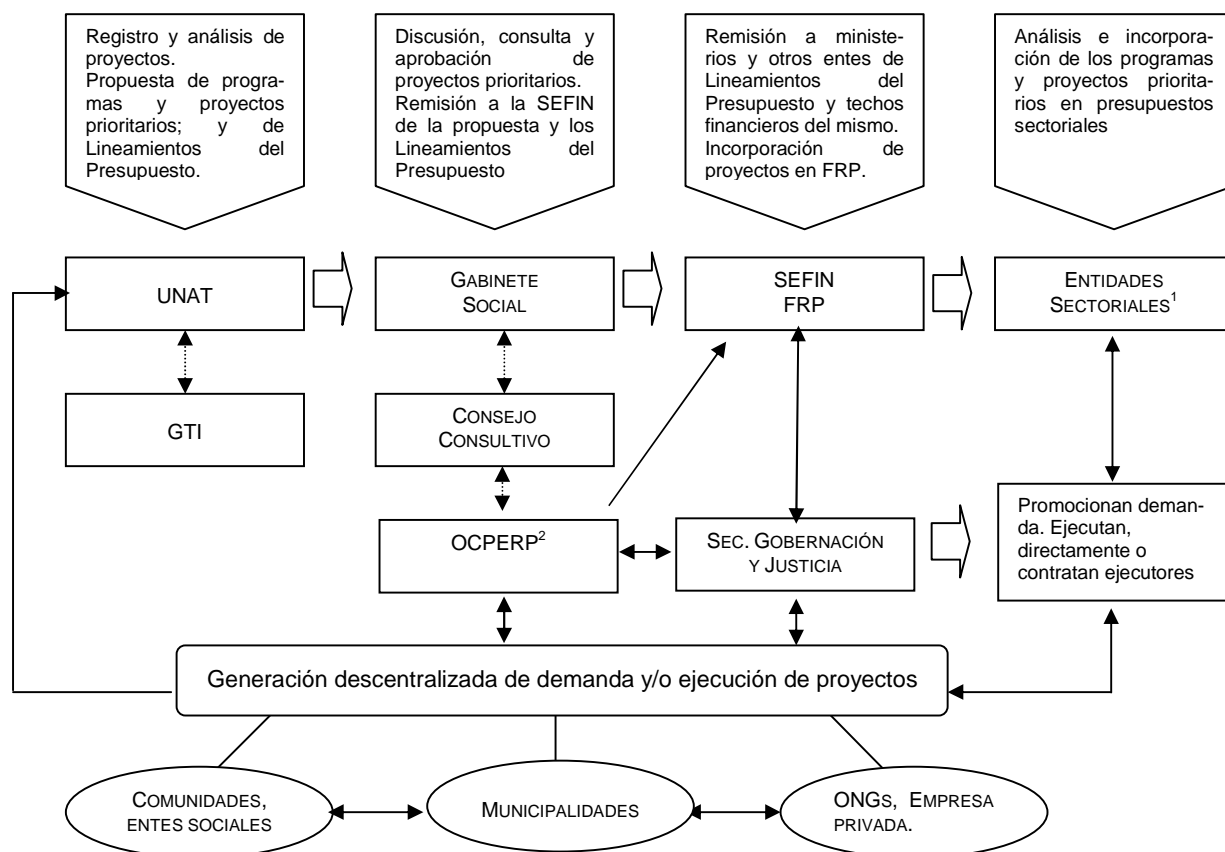 Registro y análisis de
proyectos.
Propuesta de progra-
mas y proyectos
prioritarios; y de
Lineamientos del
Presupuesto.
Discusión, consulta y
aprobación de
proyectos prioritarios.
Remisión a la SEFIN
de la propuesta y los
Lineamientos del
Presupuesto
Remisión a ministe-
rios y otros entes de
Lineamientos del
Presupuesto y techos
financieros del mismo.
Incorporación de
proyectos en FRP.
Análisis e incorpora-
ción de los programas
y proyectos priorita-
rios en presupuestos
sectoriales
UNAT
GABINETE
SOCIAL
SEFIN
FRP
ENTIDADES
SECTORIALES¹
GTI
CONSEJO
CONSULTIVO
OCPERP²
SEC. GOBERNACIÓN
Y JUSTICIA
Promocionan deman-
da. Ejecutan,
directamente o
contratan ejecutores
Generación descentralizada de demanda y/o ejecución de proyectos
COMUNIDADES,
ENTES SOCIALES
MUNICIPALIDADES
ONGS, EMPRESA
PRIVADA.